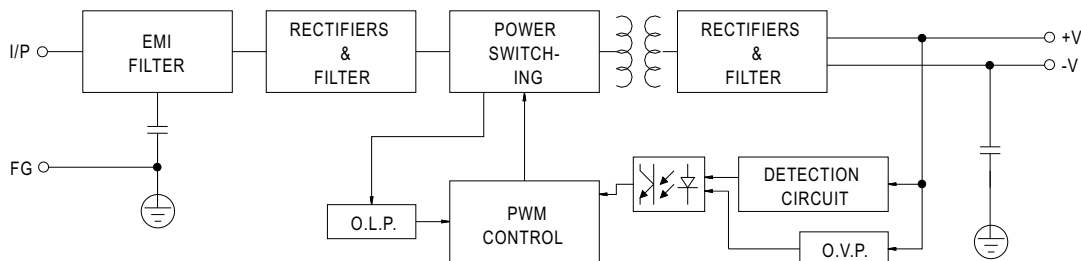 I/P
EMI
FILTER
RECTIFIERS
&
FILTER
POWER
SWITCH-
ING
RECTIFIERS
&
FILTER
+V
-V
FG
O.L.P.
PWM
CONTROL
DETECTION
CIRCUIT
O.V.P.